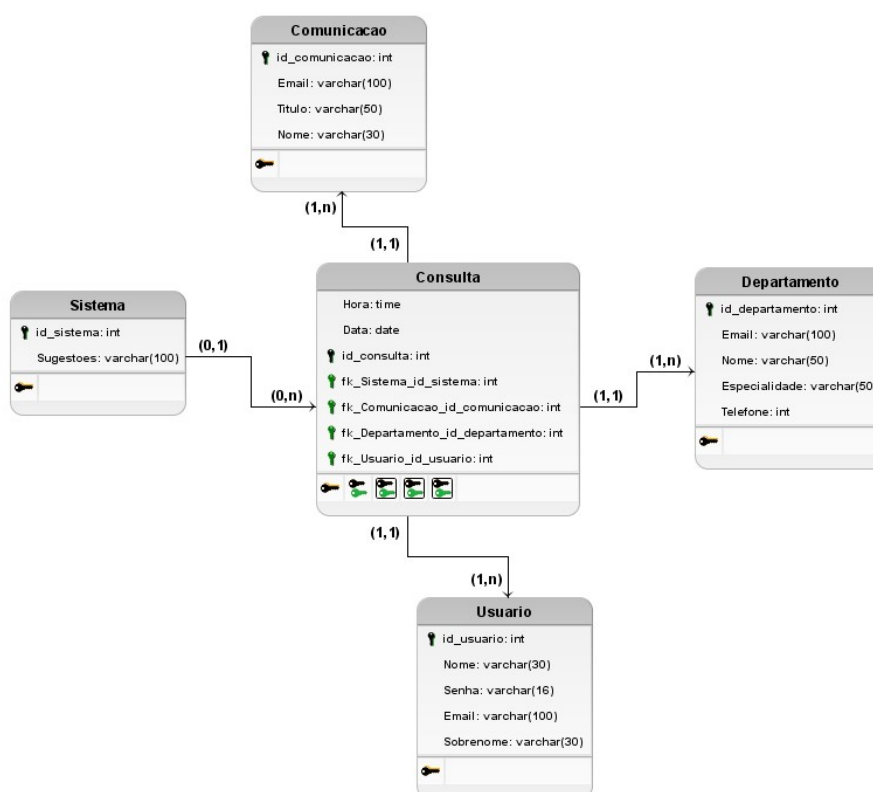 Comunicacao
id_comunicacao: int
Email: varchar(100)
Titulo: varchar(50)
Nome: varchar(30)
(1,n)
(1,1)
Sistema
id_sistema: int
Sugestoes: varchar(100)
(0,1)
(0,n)
Consulta
Hora: time
Data: date
id_consulta: int
fk_Sistema_id_sistema: int
fk_Comunicacao_id_comunicacao: int
fk_Departamento_id_departamento: int
fk_Usuario_id_usuario: int
(1,1)
(1,n)
Departamento
id_departamento: int
Email: varchar(100)
Nome: varchar(50)
Especialidade: varchar(50
Telefone: int
(1,1)
(1,n)
Usuario
id_usuario: int
Nome: varchar(30)
Senha: varchar(16)
Email: varchar(100)
Sobrenome: varchar(30)